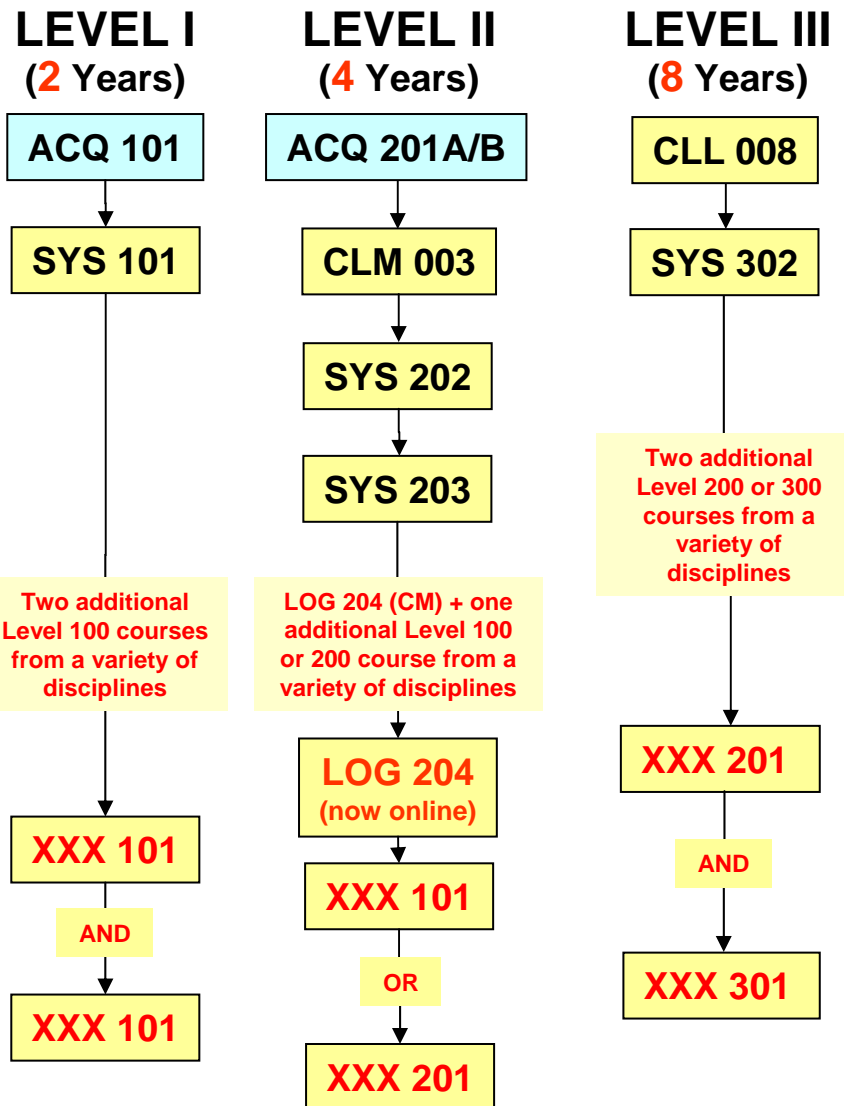 LEVEL I
(2 Years)
ACQ 101
SYS 101
Two additional
Level 100 courses
from a variety of
disciplines
XXX 101
AND
XXX 101
LEVEL II
(4 Years)
ACQ 201A/B
CLM 003
SYS 202
SYS 203
LOG 204 (CM) + one
additional Level 100
or 200 course from a
variety of disciplines
LOG 204
(now online)
XXX 101
OR
XXX 201
LEVEL III
(8 Years)
CLL 008
SYS 302
Two additional
Level 200 or 300
courses from a
variety of
disciplines
XXX 201
AND
XXX 301